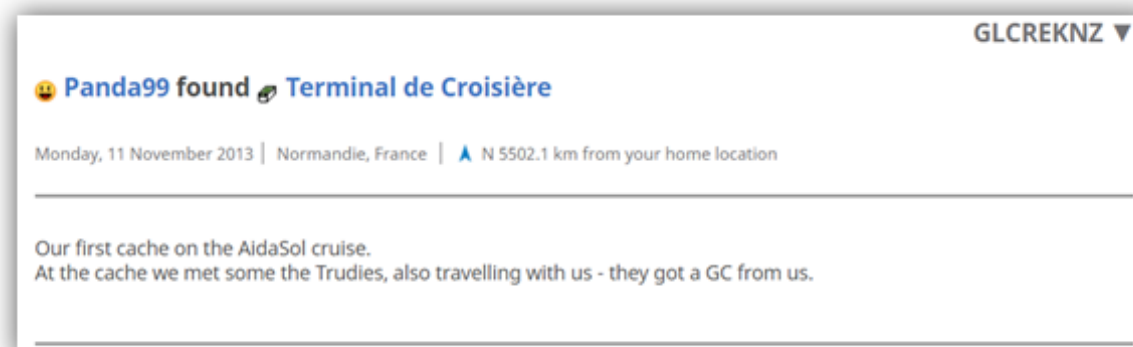 GLCREKNZ ▼
Panda99 found Terminal de Croisière
Monday, 11 November 2013 | Normandie, France | N 5502.1 km from your home location
Our first cache on the AidaSol cruise.
At the cache we met some the Trudies, also travelling with us - they got a GC from us.